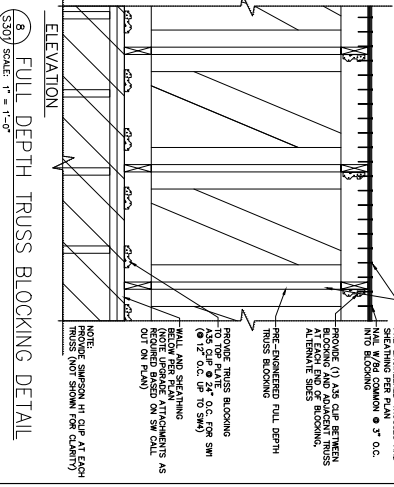 SHEATHING PER PLAN
NAIL W/8d COMMON @ 3" O.C.
INTO BLOCKING
PROVIDE (1) A35 CLIP BETWEEN
BLOCKING AND ADJACENT TRUSS
AT EACH END OF BLOCKING,
ALTERNATE SIDES
PRE-ENGINEERED FULL DEPTH
TRUSS BLOCKING
PROVIDE TRUSS BLOCKING
TO TOP PLATE
A35 CLIP @ 24" O.C. FOR SW1
(@ 12" O.C. UP TO SW4)
WALL AND SHEATHING
BELOW PER PLAN
(NOTE UPGRADE ATTACHMENTS AS
REQUIRED BASED ON SW CALL
OUT ON PLAN)
NOTE:
PROVIDE SIMPSON H1 CLIP AT EACH
TRUSS (NOT SHOWN FOR CLARITY)
ELEVATION
8 FULL DEPTH TRUSS BLOCKING DETAIL
S301 SCALE: 1" = 1'-0"